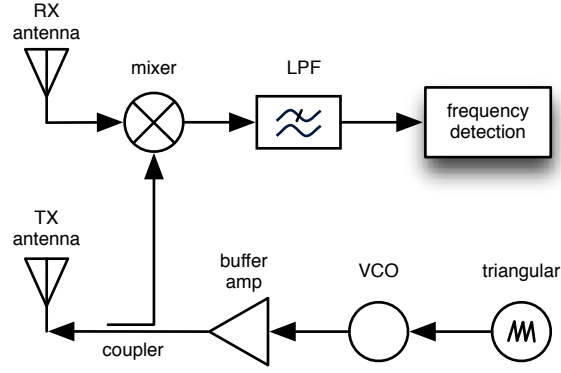 RX
antenna
mixer
LPF
frequency
detection
TX
antenna
buffer
amp
VCO
triangular
coupler